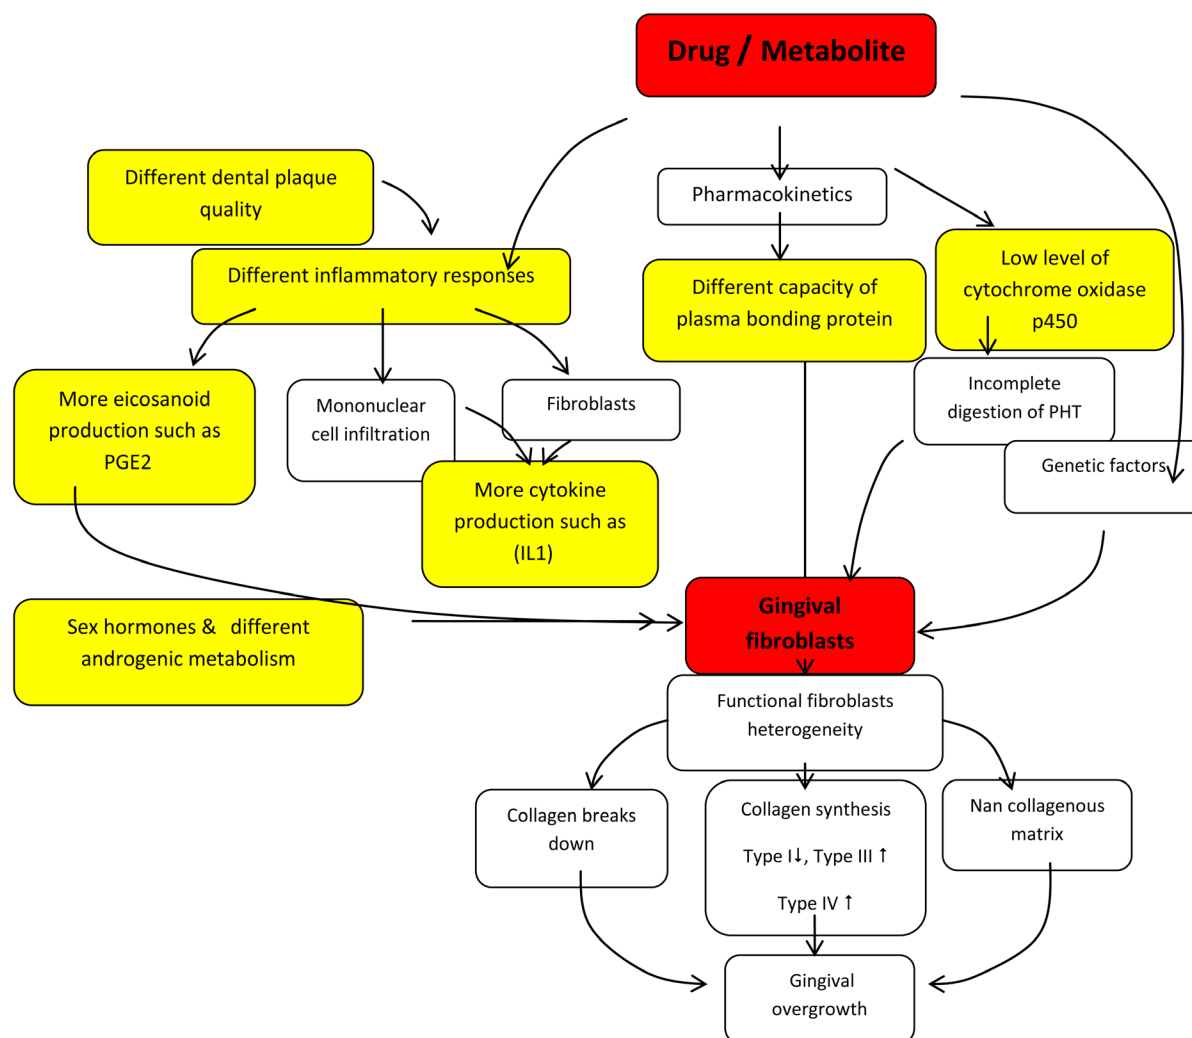 Drug / Metabolite
Different dental plaque
quality
Pharmacokinetics
Different inflammatory responses
Different capacity of
plasma bonding protein
Low level of
cytochrome oxidase
p450
More eicosanoid
production such as
PGE2
Mononuclear
cell infiltration
Fibroblasts
Incomplete
digestion of PHT
Genetic factors
More cytokine
production such as
(IL1)
Sex hormones & different
androgenic metabolism
Gingival
fibroblasts
Functional fibroblasts
heterogeneity
Collagen breaks
down
Collagen synthesis
Type I↓, Type III ↑
Type IV ↑
Nan collagenous
matrix
Gingival
overgrowth